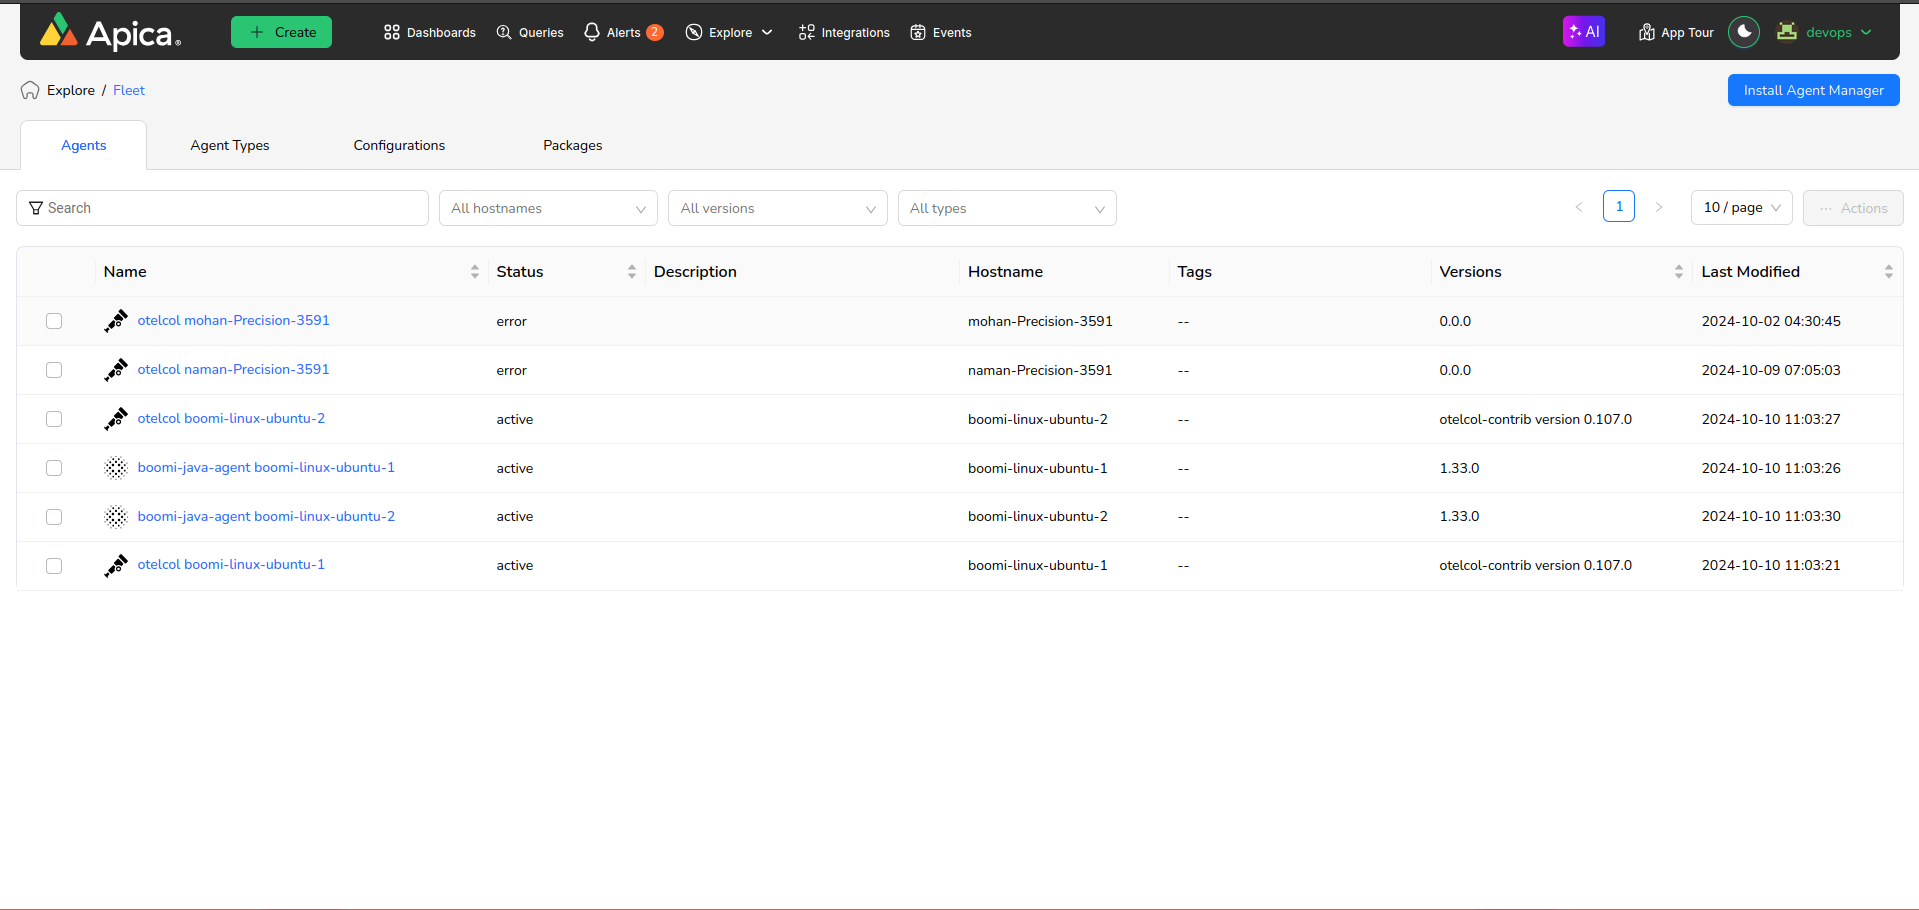 Apica
Create
Dashboards
Queries
Alerts 2
Explore
Integrations
Events
AI
App Tour
devops
Explore / Fleet
Install Agent Manager
Agents
Agent Types
Configurations
Packages
Search
All hostnames
All versions
All types
1
10 / page
··· Actions
Name Status Description Hostname Tags Versions Last Modified
otelcol mohan-Precision-3591 error mohan-Precision-3591 -- 0.0.0 2024-10-02 04:30:45
otelcol naman-Precision-3591 error naman-Precision-3591 -- 0.0.0 2024-10-09 07:05:03
otelcol boomi-linux-ubuntu-2 active boomi-linux-ubuntu-2 -- otelcol-contrib version 0.107.0 2024-10-10 11:03:27
boomi-java-agent boomi-linux-ubuntu-1 active boomi-linux-ubuntu-1 -- 1.33.0 2024-10-10 11:03:26
boomi-java-agent boomi-linux-ubuntu-2 active boomi-linux-ubuntu-2 -- 1.33.0 2024-10-10 11:03:30
otelcol boomi-linux-ubuntu-1 active boomi-linux-ubuntu-1 -- otelcol-contrib version 0.107.0 2024-10-10 11:03:21